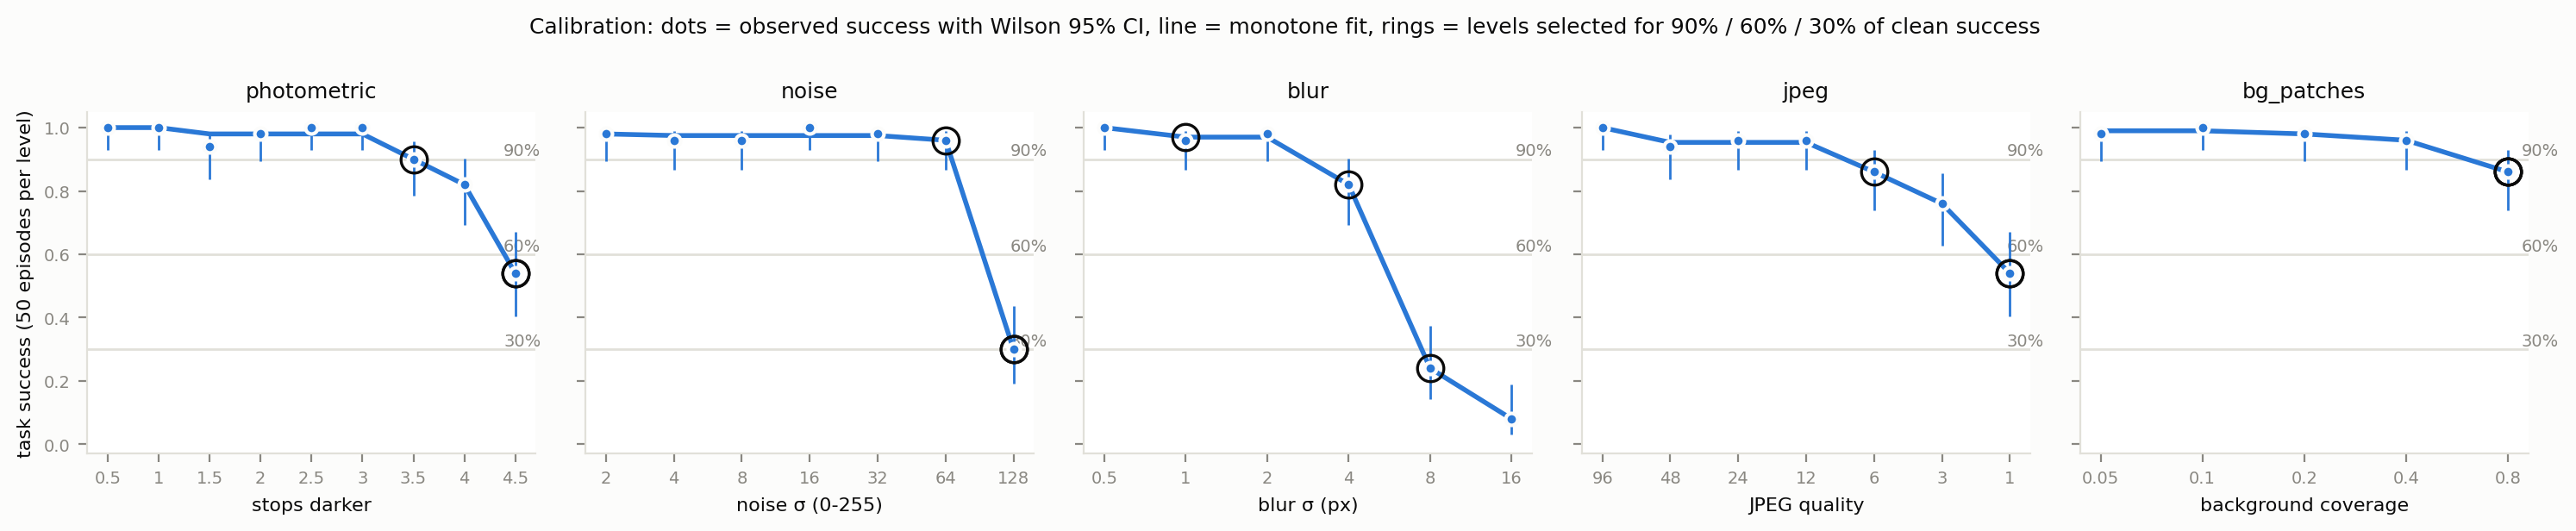 Calibration: dots = observed success with Wilson 95% CI, line = monotone fit, rings = levels selected for 90% / 60% / 30% of clean success
photometric
noise
blur
jpeg
bg_patches
task success (50 episodes per level)
1.0
0.8
0.6
0.4
0.2
0.0
90%
60%
30%
0.5 1 1.5 2 2.5 3 3.5 4 4.5
stops darker
90%
60%
30%
2 4 8 16 32 64 128
noise σ (0-255)
90%
60%
30%
0.5 1 2 4 8 16
blur σ (px)
90%
60%
30%
96 48 24 12 6 3 1
JPEG quality
90%
60%
30%
0.05 0.1 0.2 0.4 0.8
background coverage